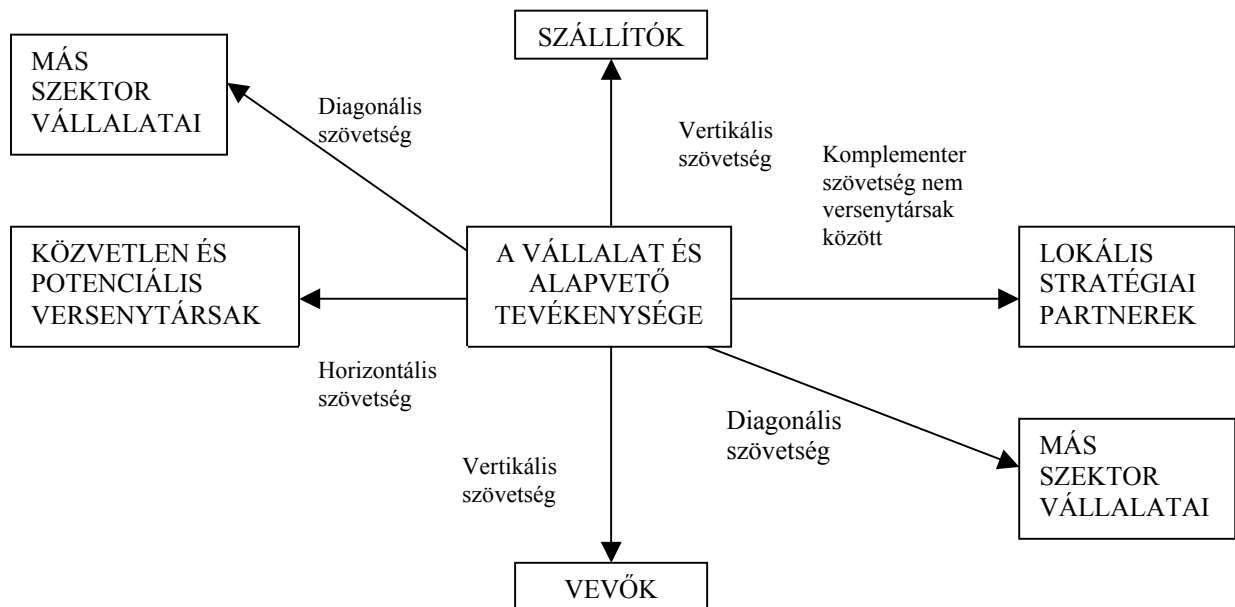 SZÁLLÍTÓK
MÁS
SZEKTOR
VÁLLALATAI
Diagonális
szövetség
Vertikális
szövetség
Komplementer
szövetség nem
versenytársak
között
KÖZVETLEN ÉS
POTENCIÁLIS
VERSENYTÁRSAK
A VÁLLALAT ÉS
ALAPVETŐ
TEVÉKENYSÉGE
LOKÁLIS
STRATÉGIAI
PARTNEREK
Horizontális
szövetség
Diagonális
szövetség
Vertikális
szövetség
MÁS
SZEKTOR
VÁLLALATAI
VEVŐK